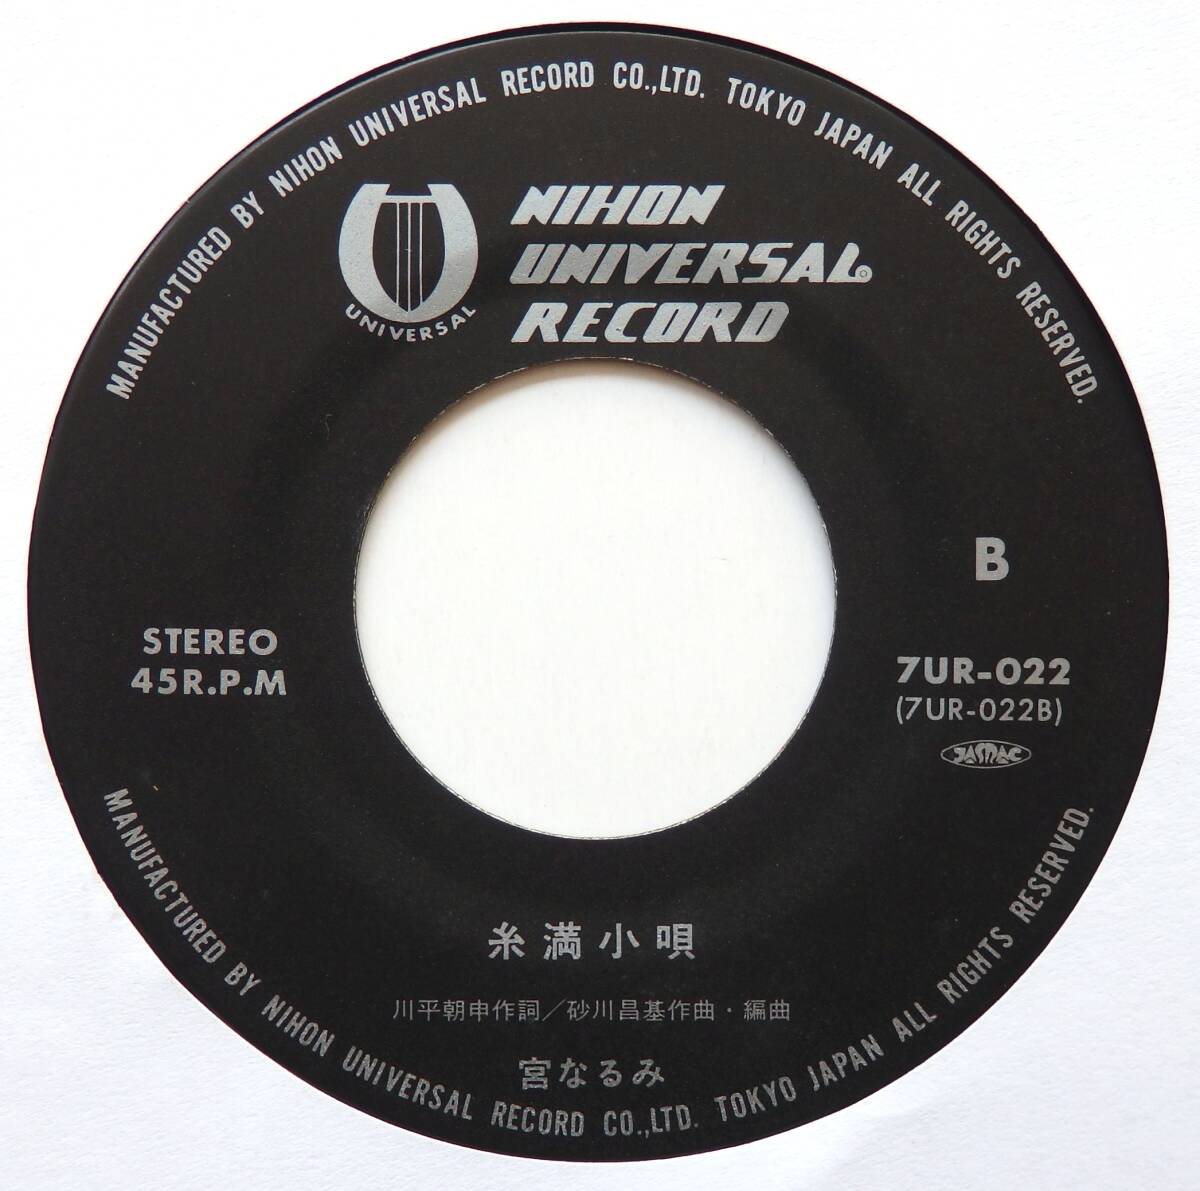 MANUFACTURED BY NIHON UNIVERSAL RECORD CO.,LTD. TOKYO JAPAN ALL RIGHTS RESERVED.
UNIVERSAL
NIHON
UNIVERSAL
RECORD
B
STEREO
45R.P.M
7UR-022
(7UR-022B)
JASRAC
糸満小唄
川平朝申作詞／砂川昌基作曲・編曲
宮なるみ
MANUFACTURED BY NIHON UNIVERSAL RECORD CO.,LTD. TOKYO JAPAN ALL RIGHTS RESERVED.